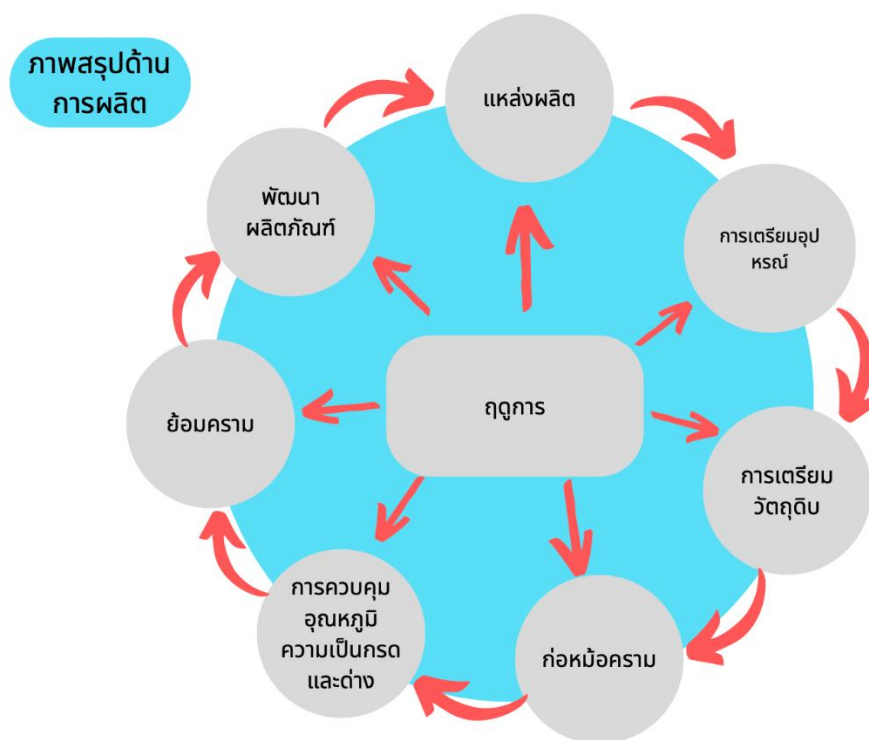 ภาพสรุปด้าน
การผลิต
แหล่งผลิต
การเตรียมอุป
หรณ์
การเตรียม
วัตถุดิบ
ก่อหม้อคราม
การควบคุม
อุณหภูมิ
ความเป็นกรด
และด่าง
ย้อมคราม
พัฒนา
ผลิตภัณฑ์
ฤดูการ